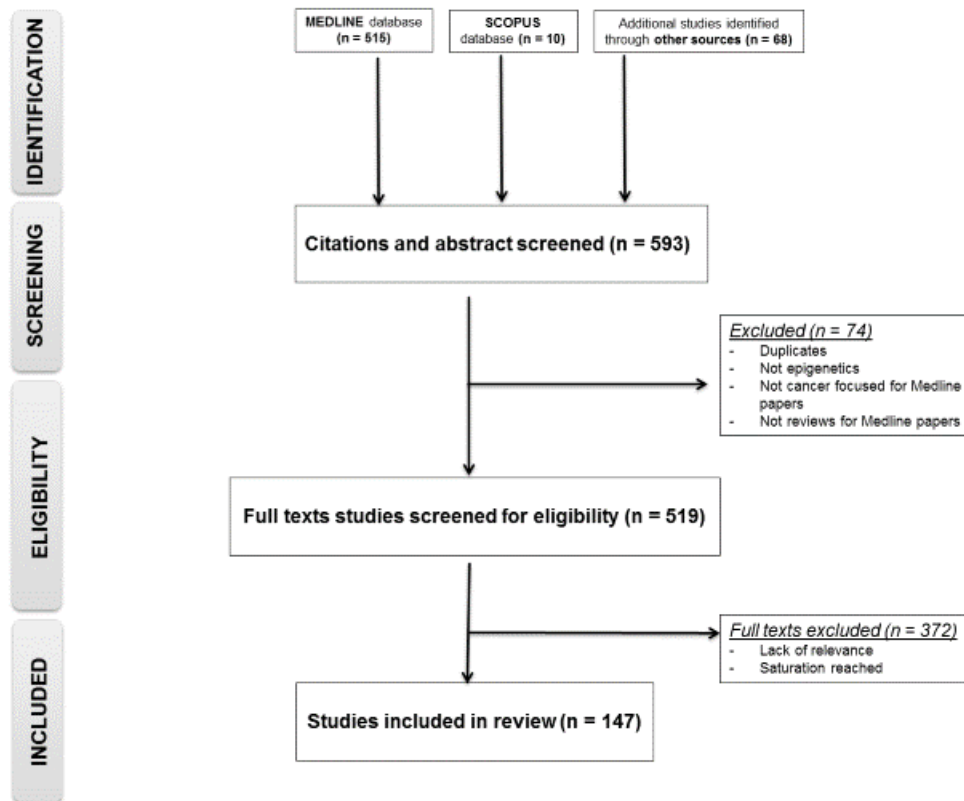 IDENTIFICATION
MEDLINE database
(n = 515)
SCOPUS
database (n = 10)
Additional studies identified
through other sources (n = 68)
SCREENING
Citations and abstract screened (n = 593)
Excluded (n = 74)
- Duplicates
- Not epigenetics
- Not cancer focused for Medline
papers
- Not reviews for Medline papers
ELIGIBILITY
Full texts studies screened for eligibility (n = 519)
Full texts excluded (n = 372)
- Lack of relevance
- Saturation reached
INCLUDED
Studies included in review (n = 147)